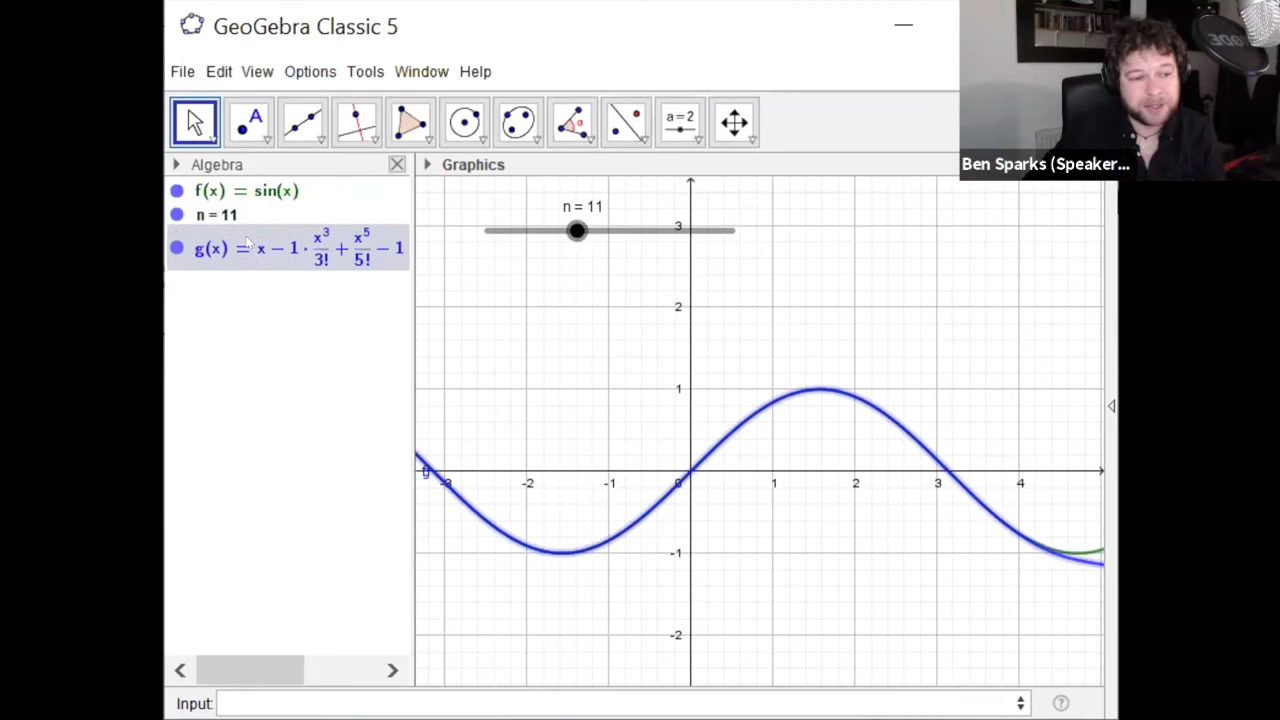 GeoGebra Classic 5
File Edit View Options Tools Window Help
A
α
a=2
Algebra
Graphics
f(x) = sin(x)
n = 11
g(x) = x − 1 · x³/3! + x⁵/5! − 1
n = 11
3
2
1
-3 -2 -1 0 1 2 3 4
-1
-2
g
Input:
?
Ben Sparks (Speaker...